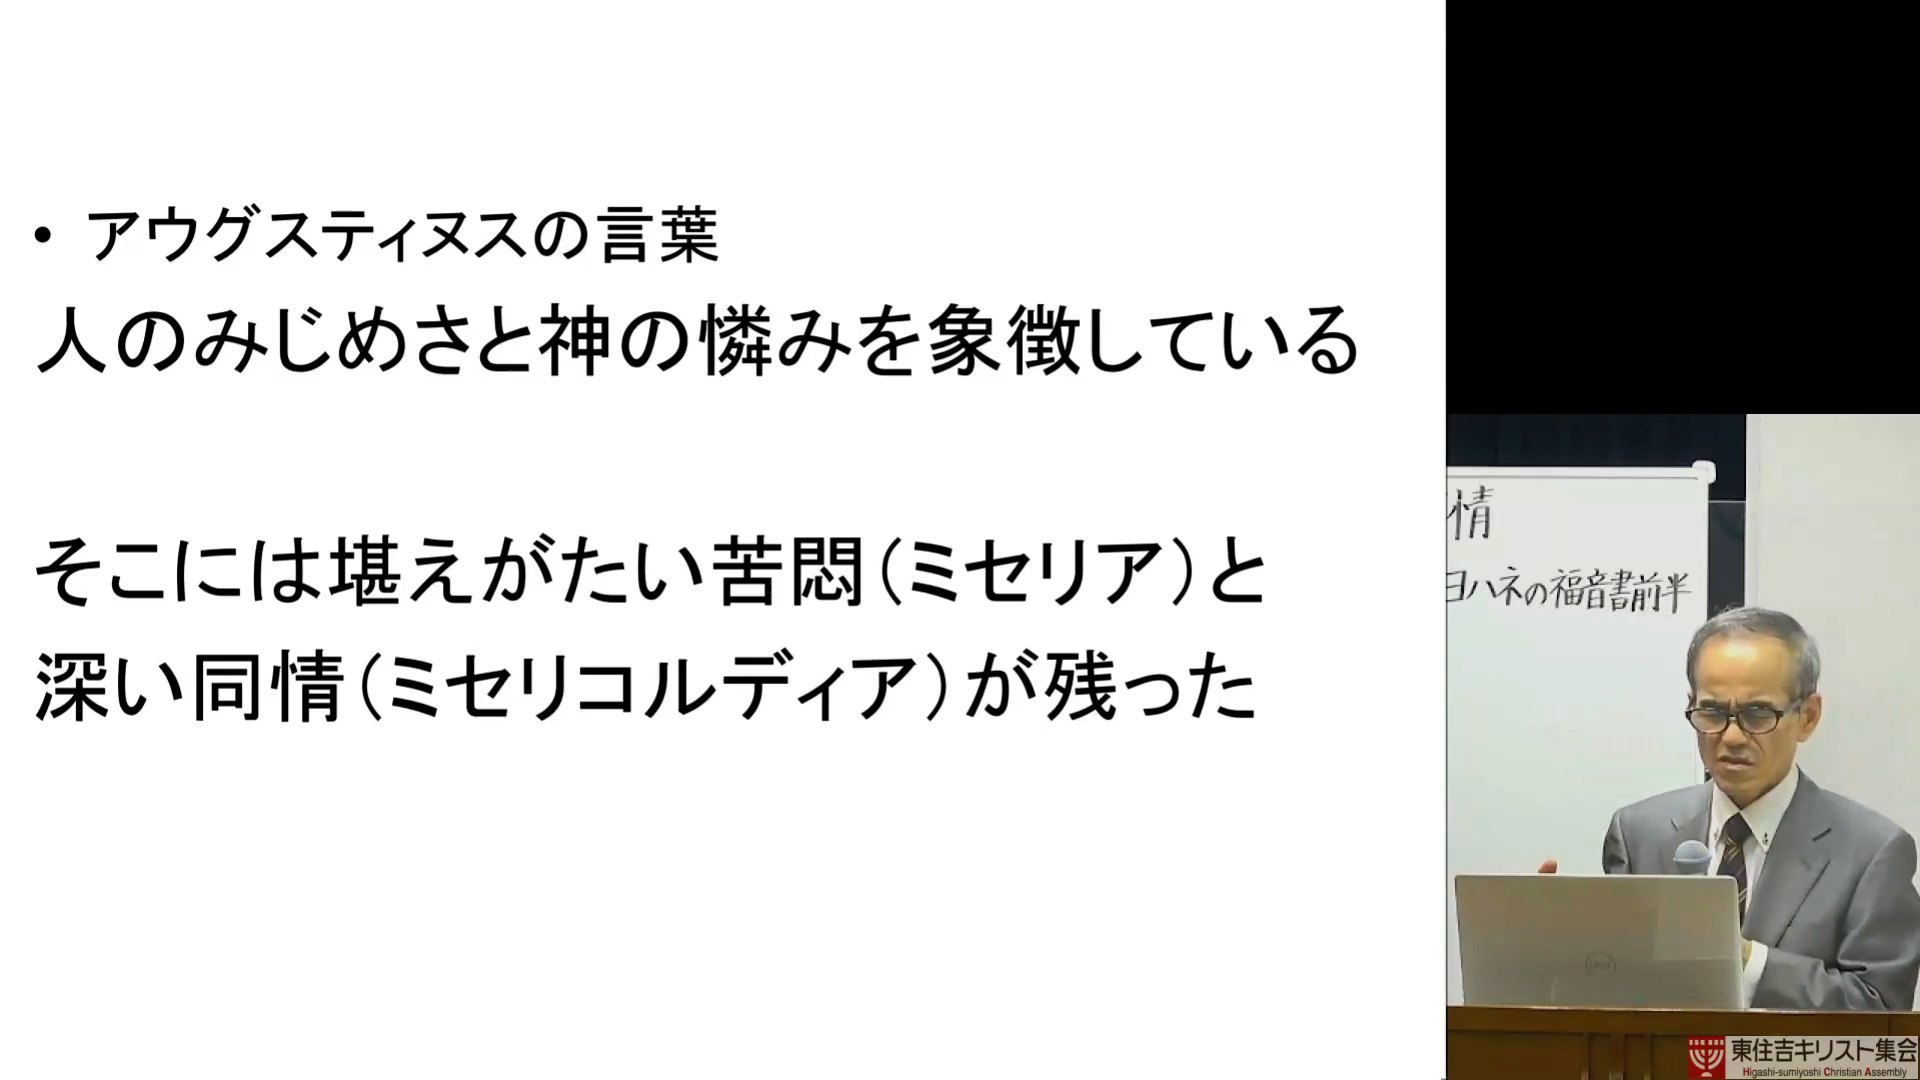 • アウグスティヌスの言葉
人のみじめさと神の憐みを象徴している
そこには堪えがたい苦悶(ミセリア)と
深い同情(ミセリコルディア)が残った
情
ヨハネの福音書前半
DELL
東住吉キリスト集会
Higashi-sumiyoshi Christian Assembly